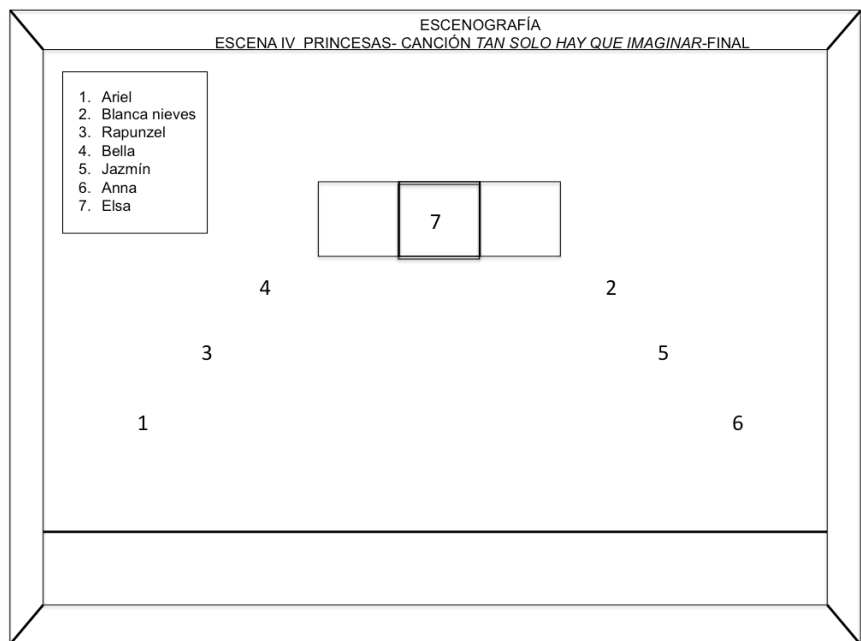 ESCENOGRAFÍA
ESCENA IV PRINCESAS- CANCIÓN TAN SOLO HAY QUE IMAGINAR-FINAL
1. Ariel
2. Blanca nieves
3. Rapunzel
4. Bella
5. Jazmín
6. Anna
7. Elsa
7
4 2
3 5
1 6